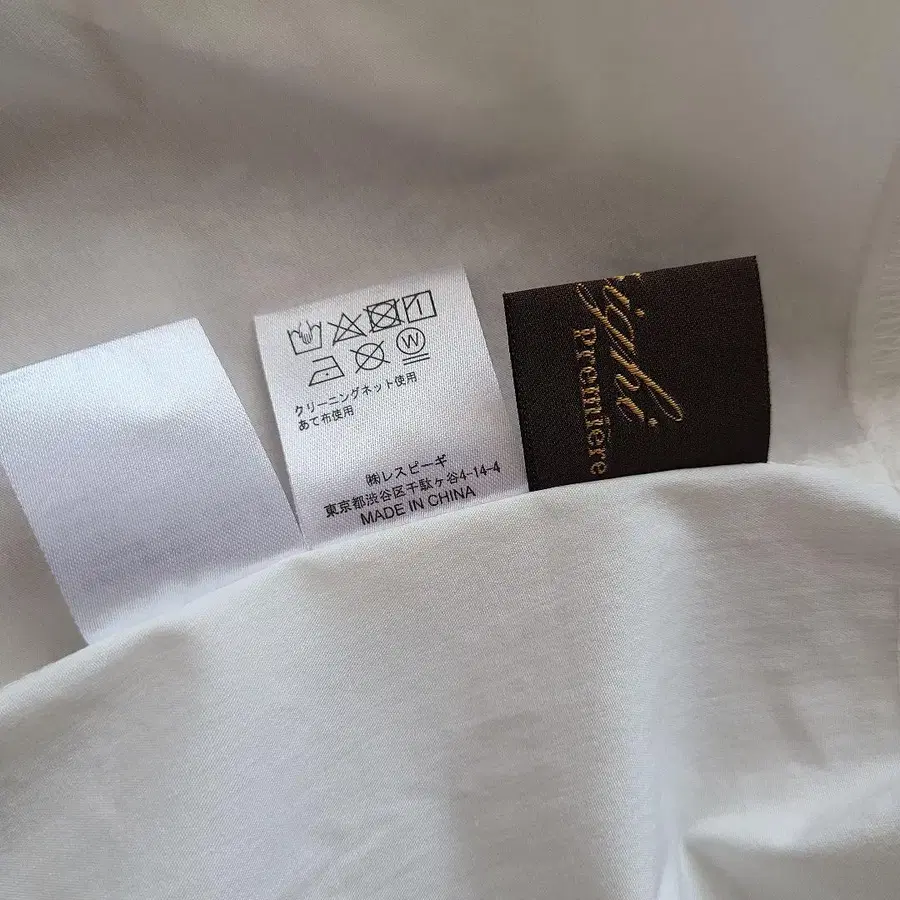 クリーニングネット使用
あて布使用
㈱レスピーギ
東京都渋谷区千駄ヶ谷4-14-4
MADE IN CHINA
Première